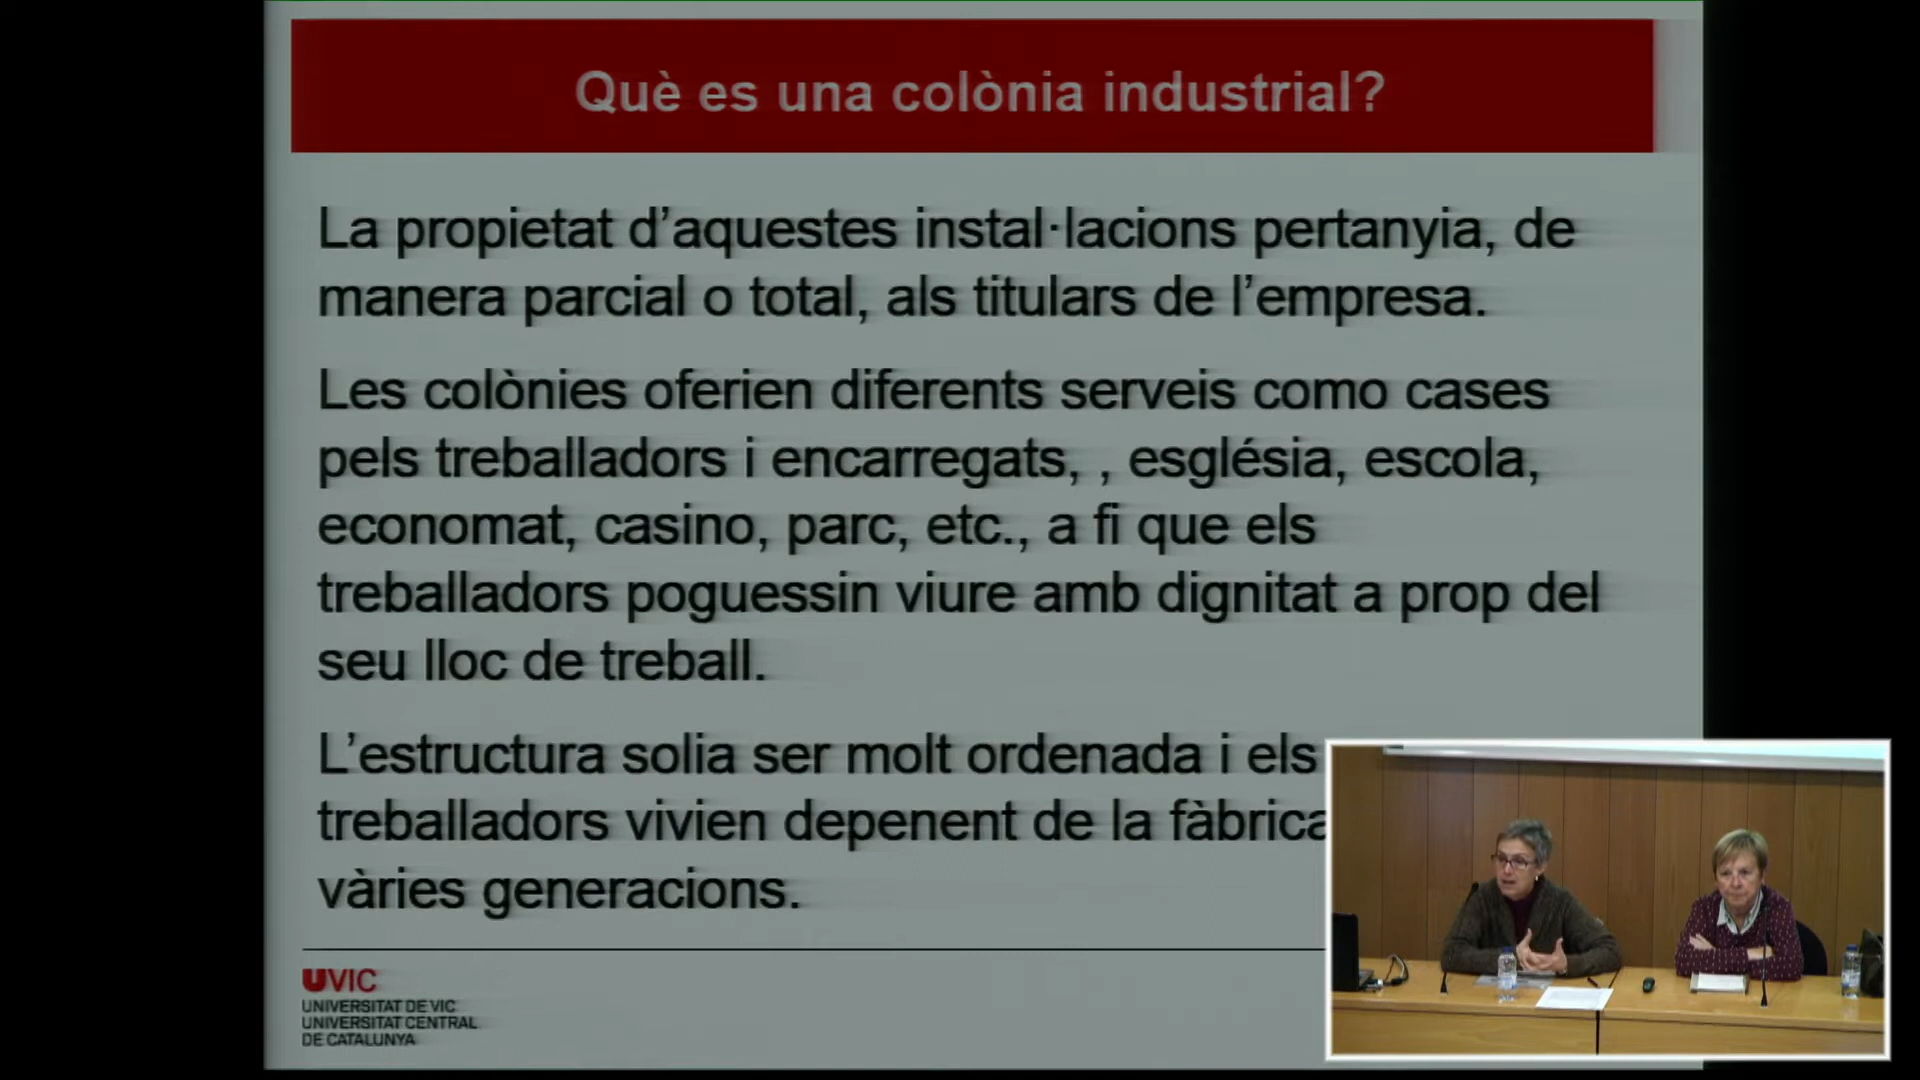 Què es una colònia industrial?
La propietat d'aquestes instal·lacions pertanyia, de
manera parcial o total, als titulars de l'empresa.
Les colònies oferien diferents serveis como cases
pels treballadors i encarregats, , església, escola,
economat, casino, parc, etc., a fi que els
treballadors poguessin viure amb dignitat a prop del
seu lloc de treball.
L'estructura solia ser molt ordenada i els
treballadors vivien depenent de la fàbrica
vàries generacions.
UVIC
UNIVERSITAT DE VIC
UNIVERSITAT CENTRAL
DE CATALUNYA